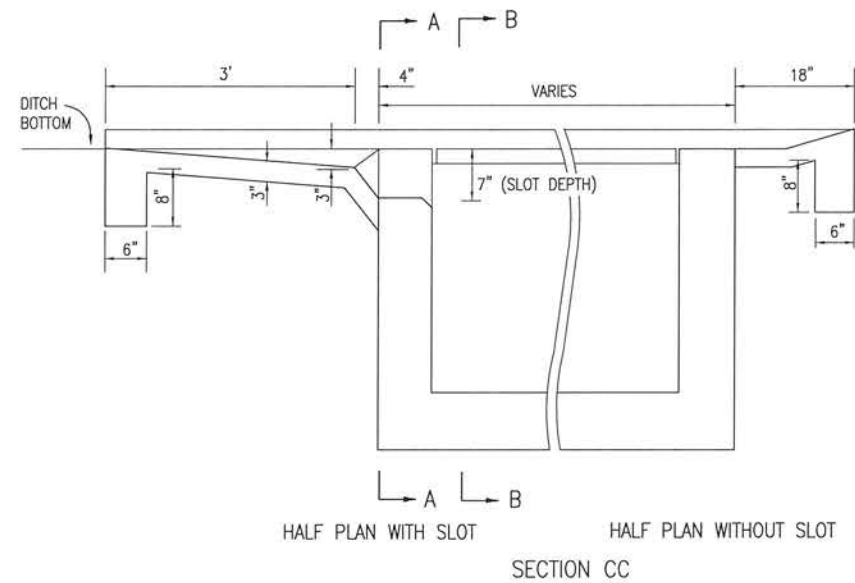 A
B
3'
4"
VARIES
18"
DITCH
BOTTOM
7" (SLOT DEPTH)
8"
3"
3"
8"
6"
6"
A
B
HALF PLAN WITH SLOT
HALF PLAN WITHOUT SLOT
SECTION CC